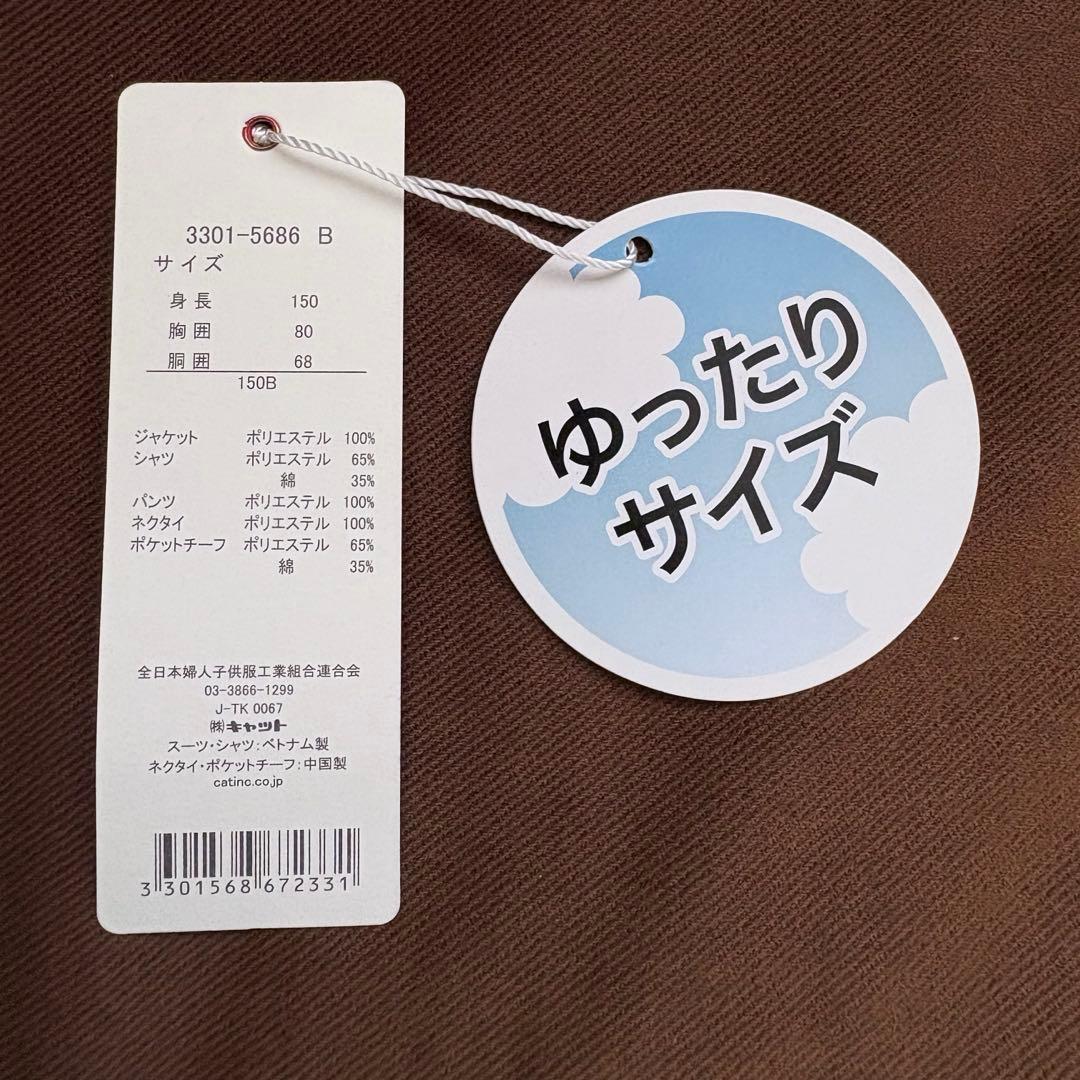 3301-5686 B
サイズ
身長 150
胸囲 80
胴囲 68
150B
ジャケット ポリエステル 100%
シャツ ポリエステル 65%
綿 35%
パンツ ポリエステル 100%
ネクタイ ポリエステル 100%
ポケットチーフ ポリエステル 65%
綿 35%
全日本婦人子供服工業組合連合会
03-3866-1299
J-TK 0067
㈱キャット
スーツ・シャツ:ベトナム製
ネクタイ・ポケットチーフ:中国製
catinc.co.jp
3 301568 672331
ゆったり
サイズ